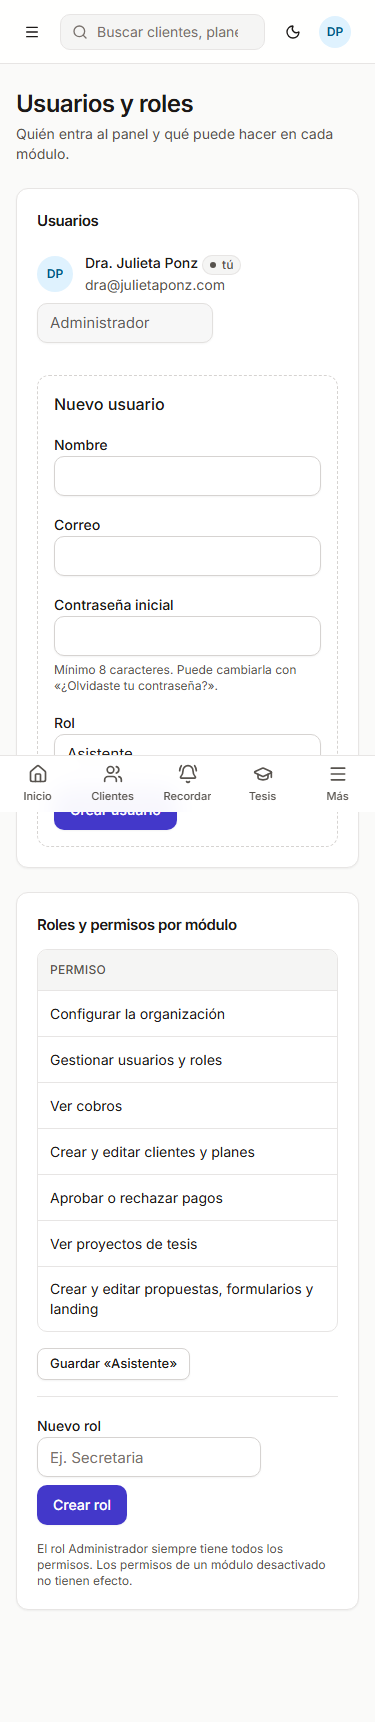 Buscar clientes, plane
DP
Usuarios y roles
Quién entra al panel y qué puede hacer en cada
módulo.
Usuarios
DP
Dra. Julieta Ponz
tú
dra@julietaponz.com
Administrador
Nuevo usuario
Nombre
Correo
Contraseña inicial
Mínimo 8 caracteres. Puede cambiarla con
«¿Olvidaste tu contraseña?».
Rol
Asistente
Inicio
Clientes
Recordar
Tesis
Más
Crear usuario
Roles y permisos por módulo
PERMISO
Configurar la organización
Gestionar usuarios y roles
Ver cobros
Crear y editar clientes y planes
Aprobar o rechazar pagos
Ver proyectos de tesis
Crear y editar propuestas, formularios y
landing
Guardar «Asistente»
Nuevo rol
Ej. Secretaria
Crear rol
El rol Administrador siempre tiene todos los
permisos. Los permisos de un módulo desactivado
no tienen efecto.